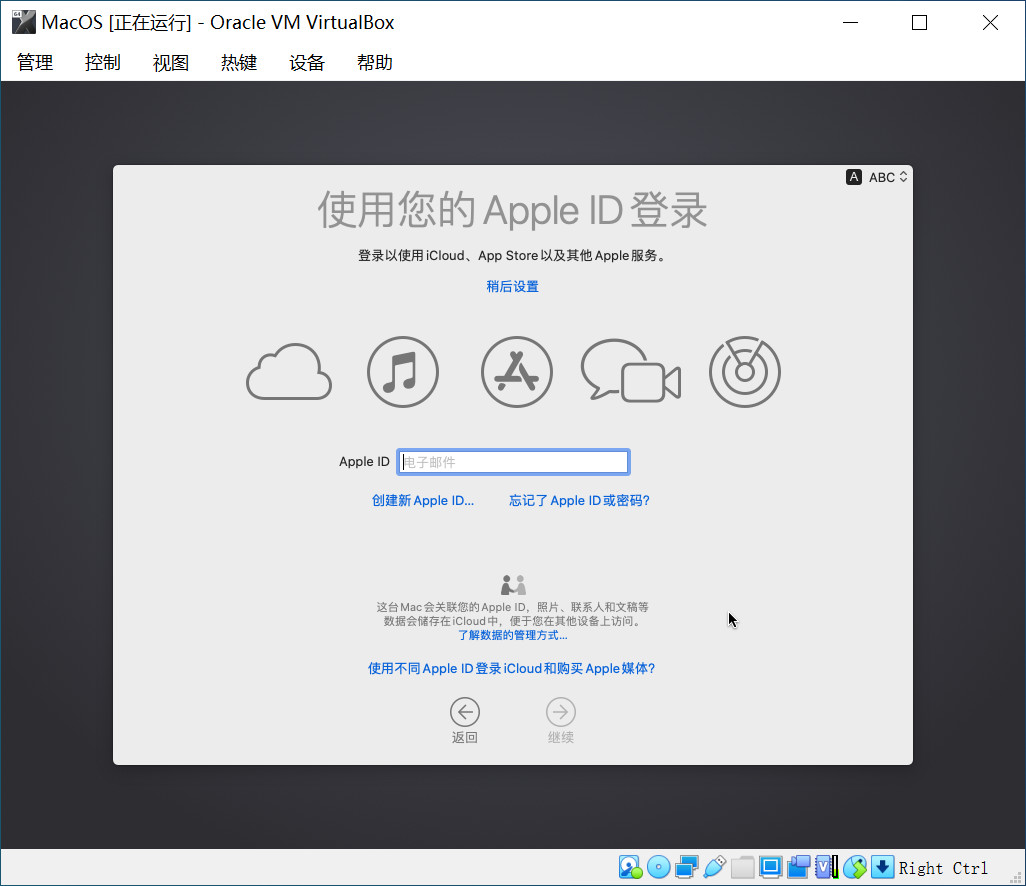 MacOS [正在运行] - Oracle VM VirtualBox
管理 控制 视图 热键 设备 帮助
A ABC
使用您的 Apple ID 登录
登录以使用 iCloud、App Store 以及其他 Apple 服务。
稍后设置
Apple ID 电子邮件
创建新 Apple ID... 忘记了 Apple ID 或密码?
这台 Mac 会关联您的 Apple ID，照片、联系人和文稿等
数据会储存在 iCloud 中，便于您在其他设备上访问。
了解数据的管理方式...
使用不同 Apple ID 登录 iCloud 和购买 Apple 媒体?
返回 继续
Right Ctrl